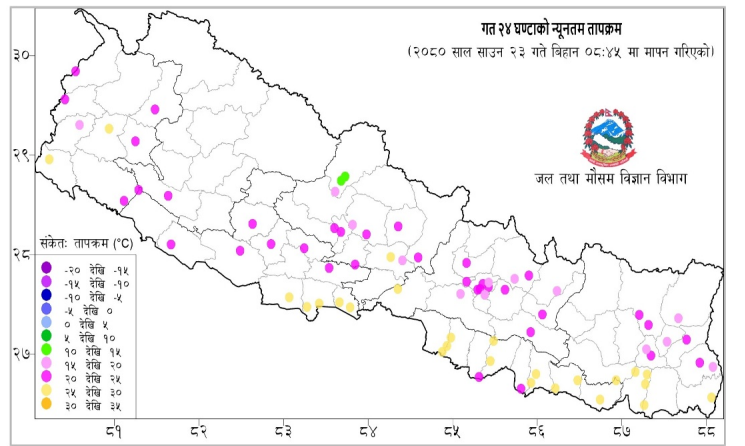 गत २४ घण्टाको न्यूनतम तापक्रम
(२०८० साल साउन २३ गते बिहान ०८:४५ मा मापन गरिएको)
जल तथा मौसम विज्ञान विभाग
३०
२९
२८
२७
संकेतः तापक्रम (°C)
-२० देखि -१५
-१५ देखि -१०
-१० देखि -५
-५ देखि ०
० देखि ५
५ देखि १०
१० देखि १५
१५ देखि २०
२० देखि २५
२५ देखि ३०
३० देखि ३५
८१ ८२ ८३ ८४ ८५ ८६ ८७ ८८